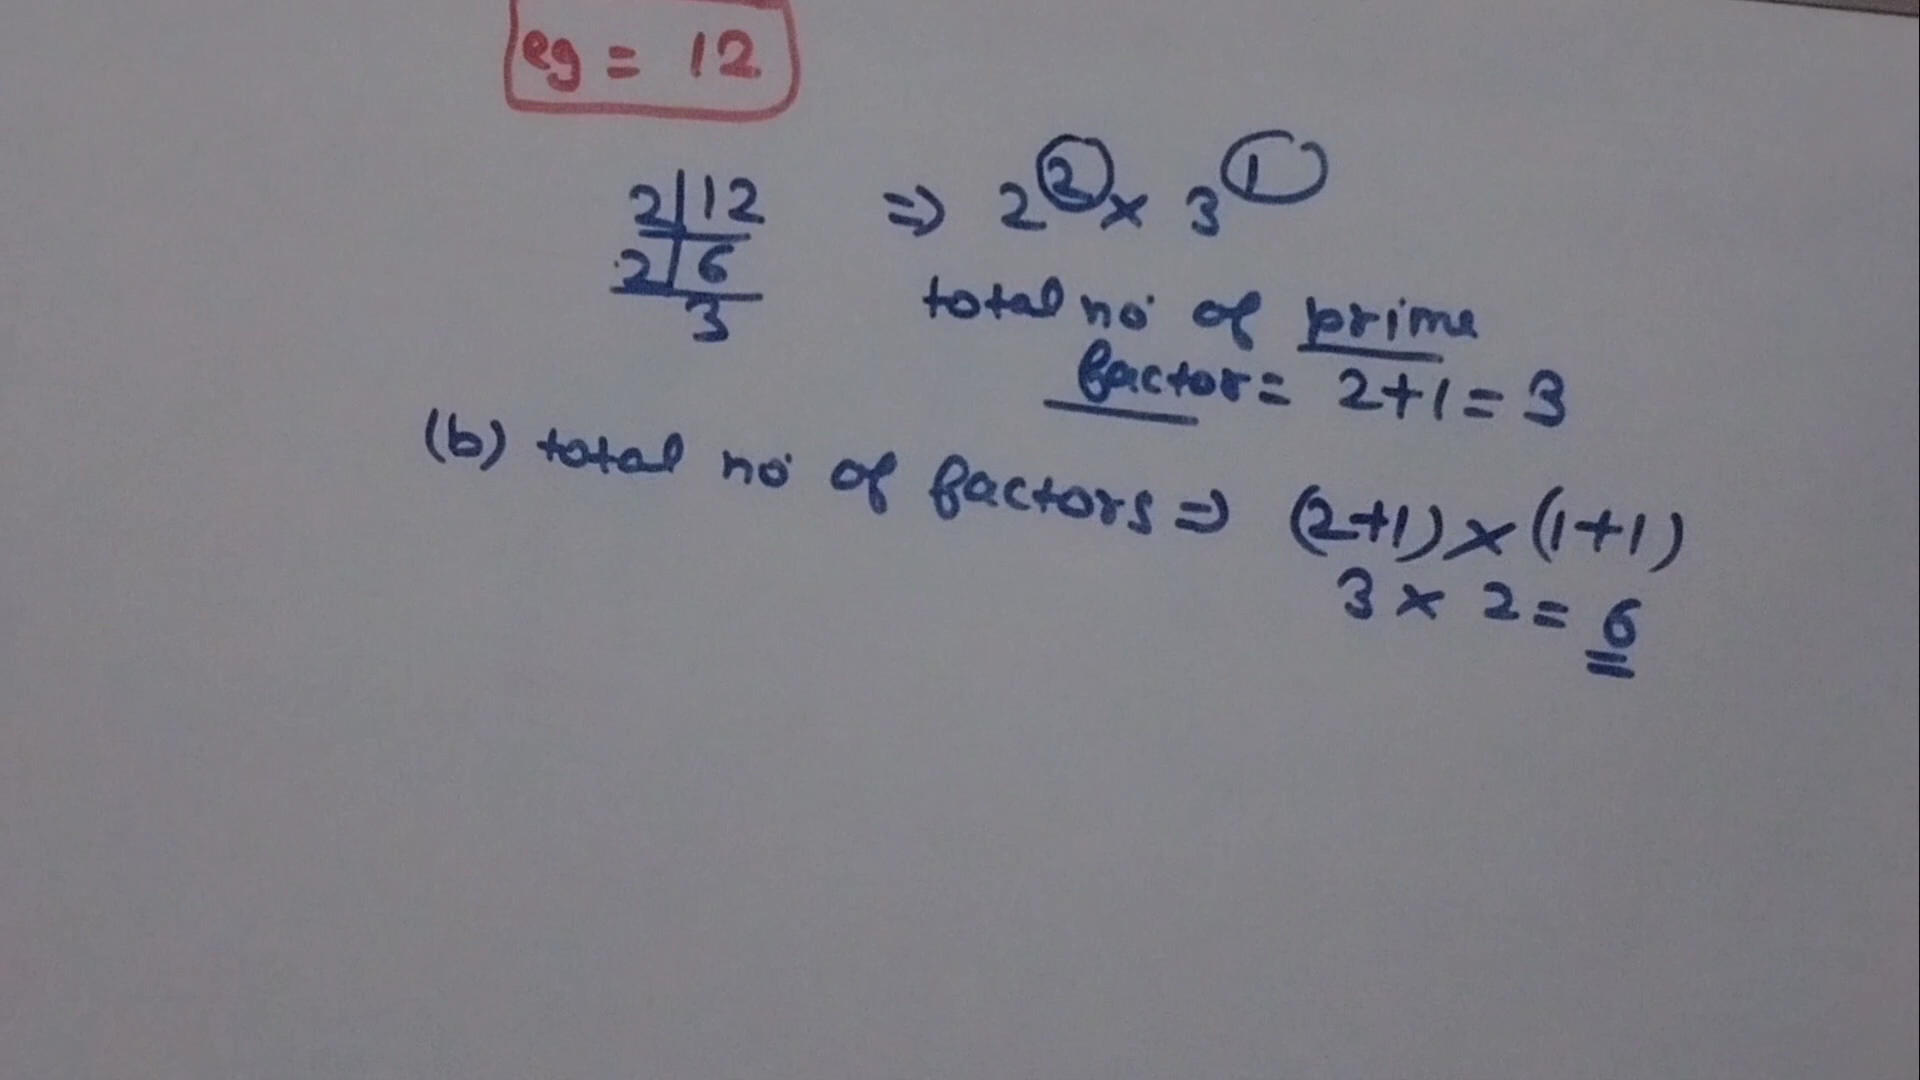 eg = 12
2 | 12 ⇒ 2² × 3¹
2 | 6
3
total no of prime
factor = 2+1 = 3
(b) total no of factors ⇒ (2+1) × (1+1)
3 × 2 = 6